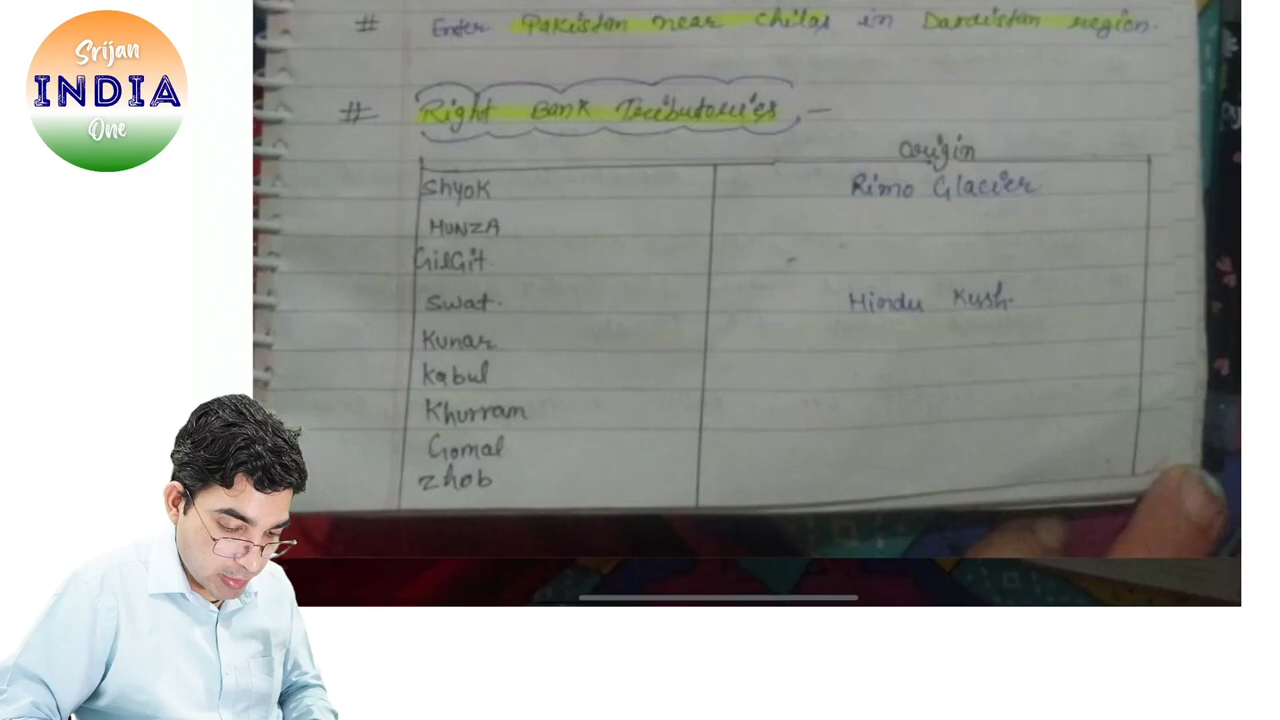 Srijan
INDIA
One
# Enter Pakistan near Chilas in Dardistan region.
# Right Bank Tributories, —
origin
Shyok Rimo Glacier
HUNZA
GilGit -
Swat. Hindu Kush.
Kunar
Kabul
Khurram
Gomal
Zhob